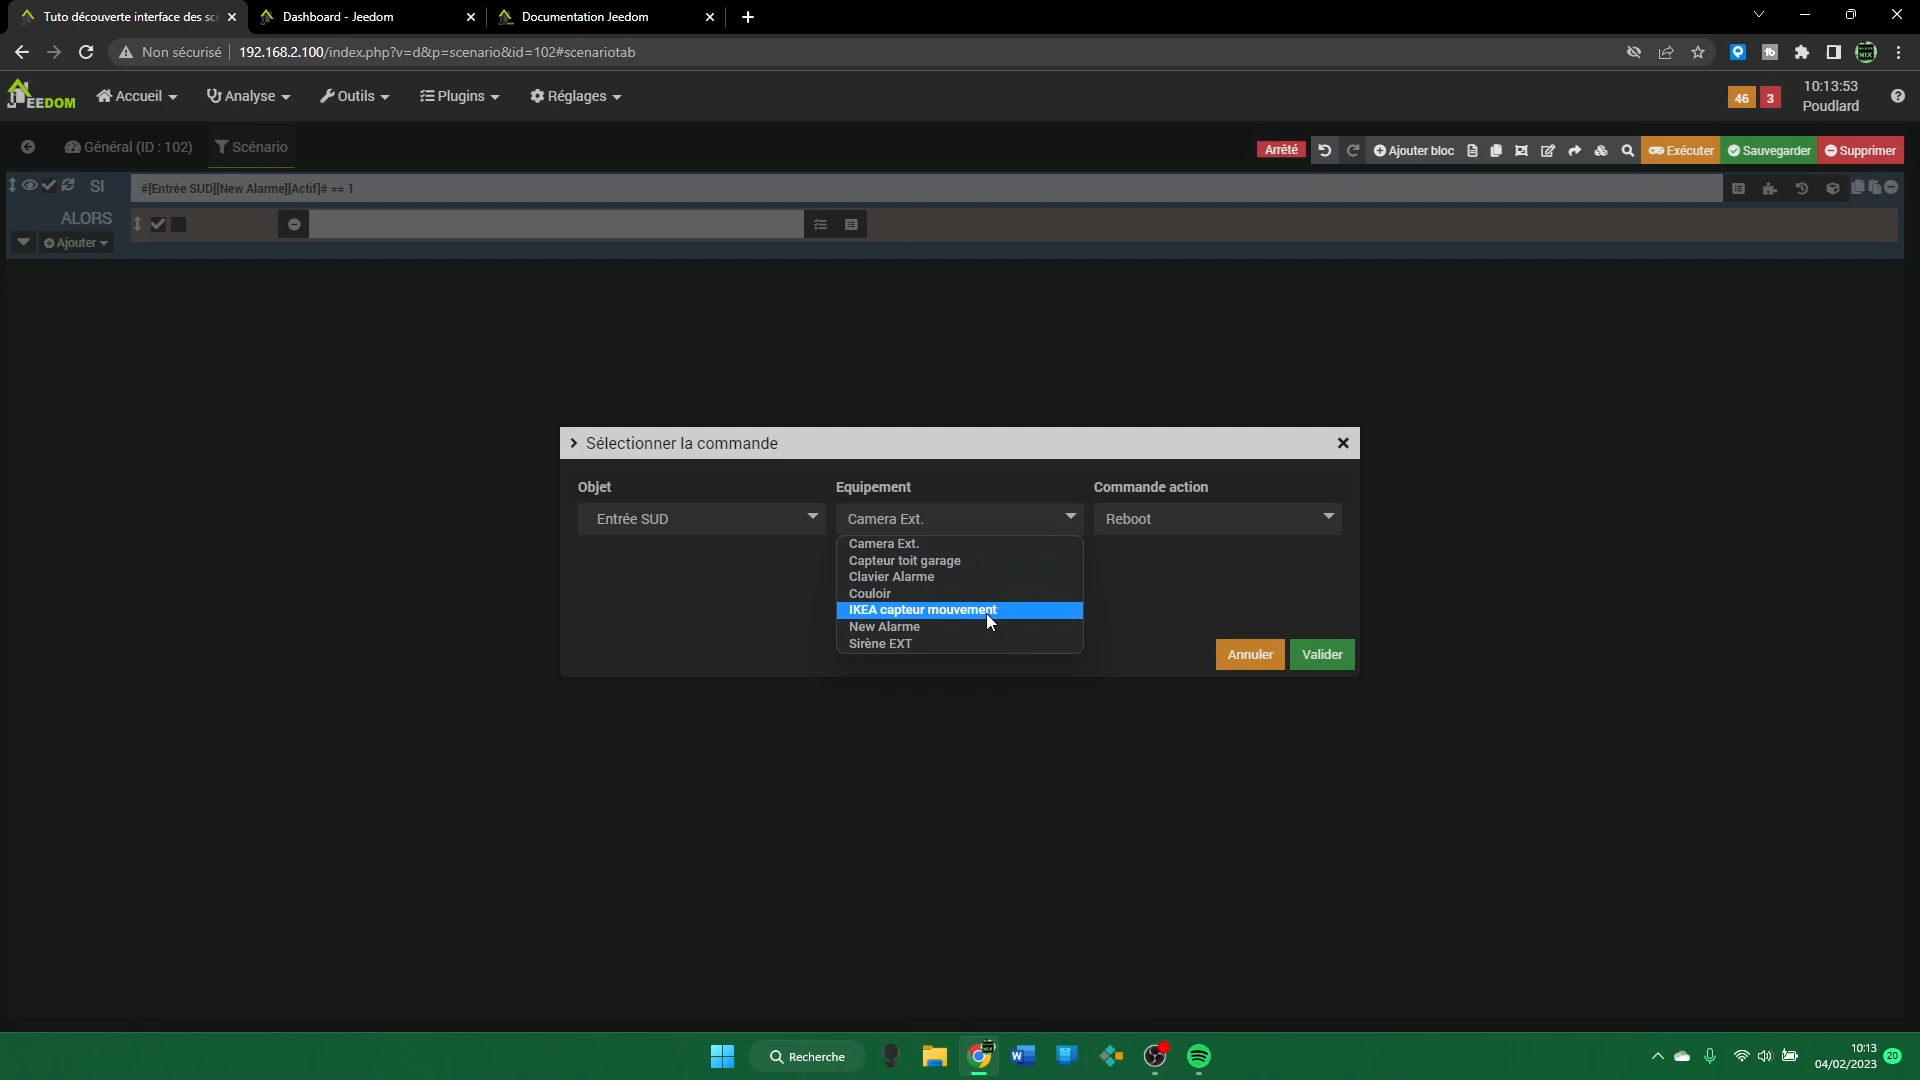 Tuto découverte interface des sc
Dashboard - Jeedom
Documentation Jeedom
Non sécurisé
192.168.2.100/index.php?v=d&p=scenario&id=102#scenariotab
JEEDOM
Accueil
Analyse
Outils
Plugins
Réglages
46
3
10:13:53
Poudlard
Général (ID : 102)
Scénario
Arrêté
Ajouter bloc
Exécuter
Sauvegarder
Supprimer
SI
#[Entrée SUD][New Alarme][Actif]# == 1
ALORS
Ajouter
Sélectionner la commande
Objet
Equipement
Commande action
Entrée SUD
Camera Ext.
Reboot
Camera Ext.
Capteur toit garage
Clavier Alarme
Couloir
IKEA capteur mouvement
New Alarme
Sirène EXT
Annuler
Valider
Recherche
10:13
04/02/2023
20